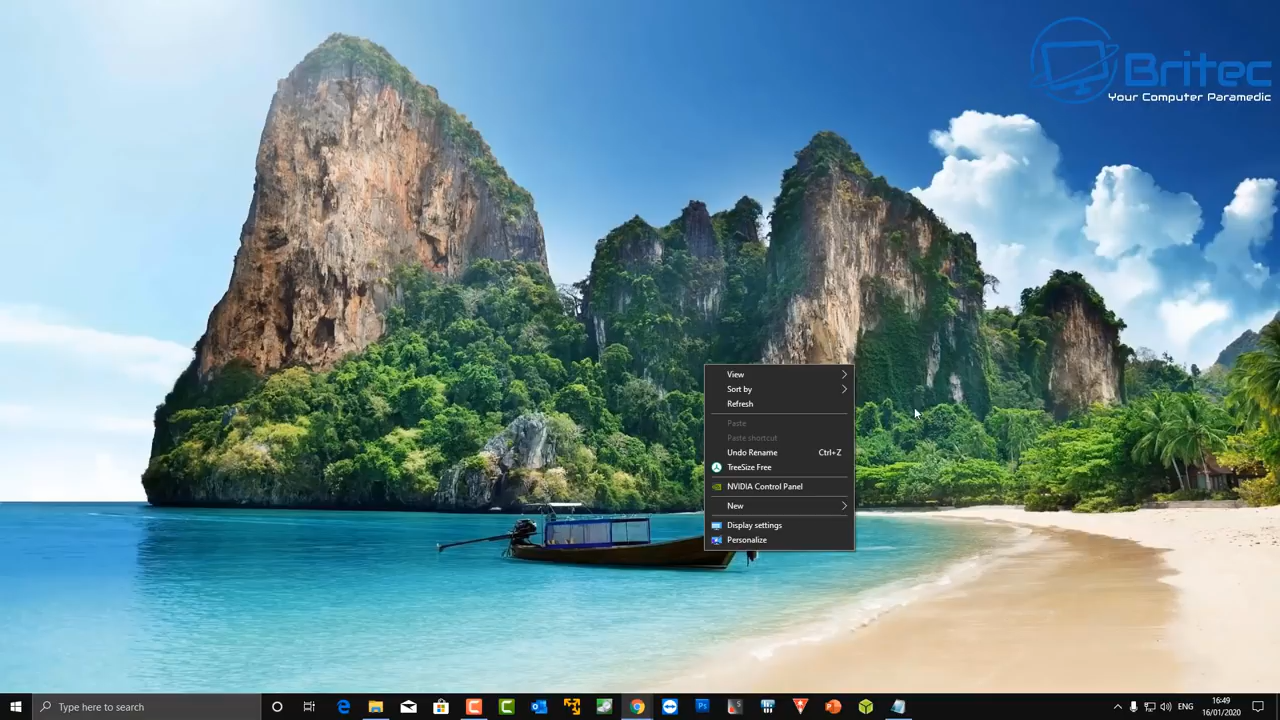 Britec
Your Computer Paramedic
View
Sort by
Refresh
Paste
Paste shortcut
Undo Rename Ctrl+Z
TreeSize Free
NVIDIA Control Panel
New
Display settings
Personalize
Type here to search
ENG
16:49
16/01/2020